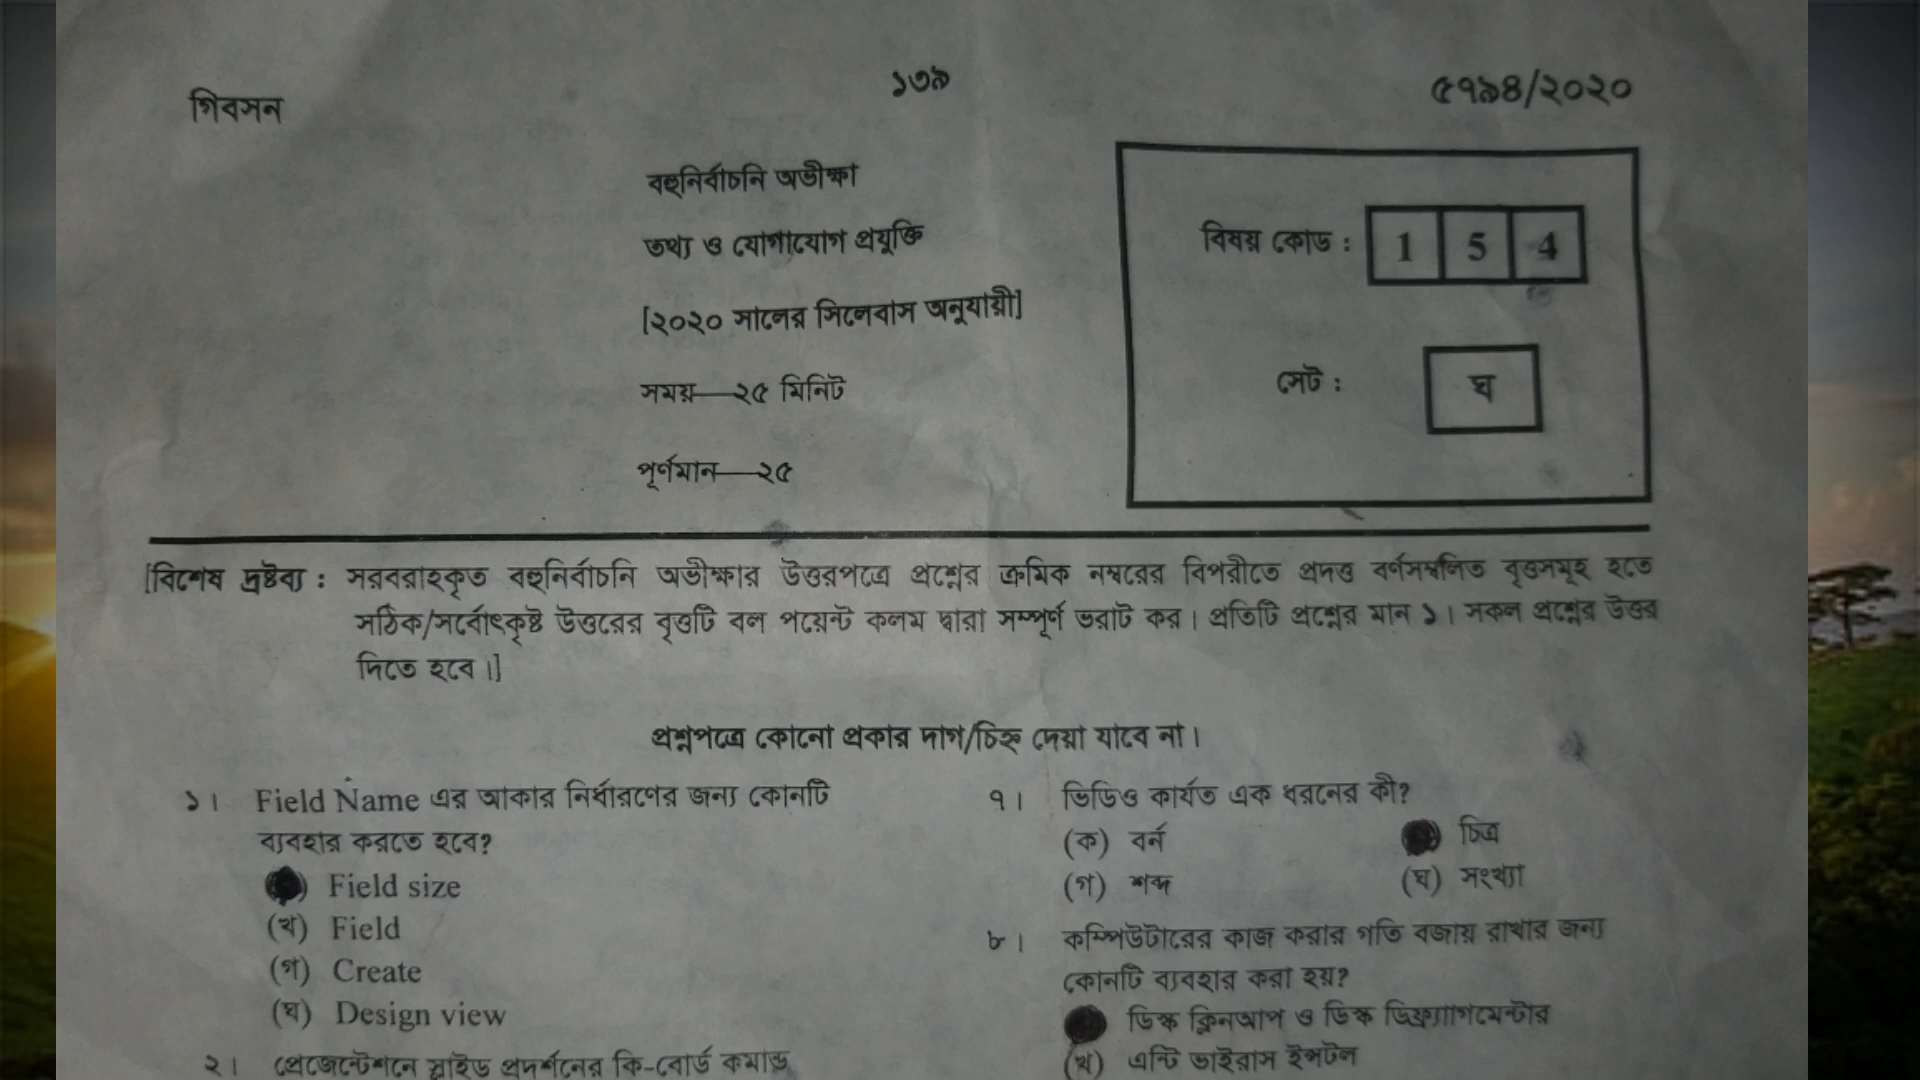 গিবসন
১৩৯
৫৭৯৪/২০২০
বহুনির্বাচনি অভীক্ষা
তথ্য ও যোগাযোগ প্রযুক্তি
[২০২০ সালের সিলেবাস অনুযায়ী]
সময়—২৫ মিনিট
পূর্ণমান—২৫
বিষয় কোড : 1 5 4
সেট : ঘ
[বিশেষ দ্রষ্টব্য : সরবরাহকৃত বহুনির্বাচনি অভীক্ষার উত্তরপত্রে প্রশ্নের ক্রমিক নম্বরের বিপরীতে প্রদত্ত বর্ণসম্বলিত বৃত্তসমূহ হতে
সঠিক/সর্বোৎকৃষ্ট উত্তরের বৃত্তটি বল পয়েন্ট কলম দ্বারা সম্পূর্ণ ভরাট কর। প্রতিটি প্রশ্নের মান ১। সকল প্রশ্নের উত্তর
দিতে হবে।]
প্রশ্নপত্রে কোনো প্রকার দাগ/চিহ্ন দেয়া যাবে না।
১। Field Name এর আকার নির্ধারণের জন্য কোনটি
ব্যবহার করতে হবে?
Field size
(খ) Field
(গ) Create
(ঘ) Design view
২। প্রেজেন্টেশনে স্লাইড প্রদর্শনের কি-বোর্ড কমান্ড
৭। ভিডিও কার্যত এক ধরনের কী?
(ক) বর্ন
চিত্র
(গ) শব্দ
(ঘ) সংখ্যা
৮। কম্পিউটারের কাজ করার গতি বজায় রাখার জন্য
কোনটি ব্যবহার করা হয়?
ডিস্ক ক্লিনআপ ও ডিস্ক ডিফ্র্যাগমেন্টার
(খ) এন্টি ভাইরাস ইন্সটল